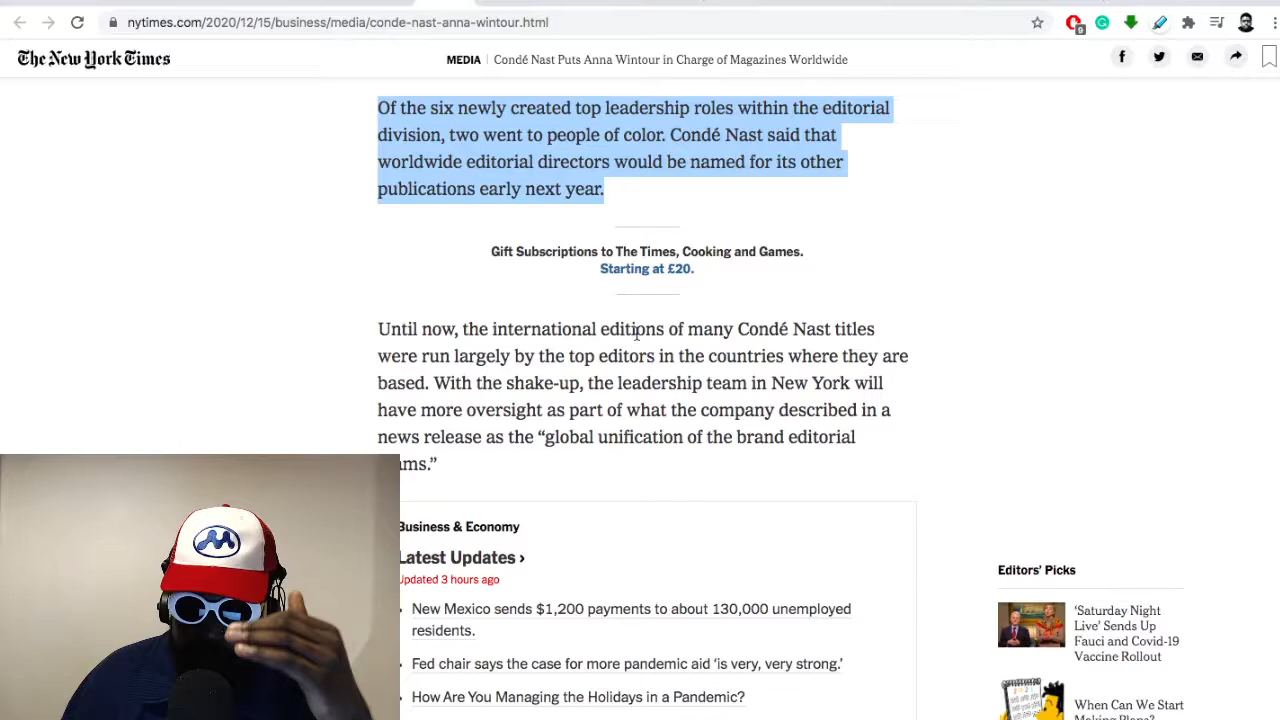 nytimes.com/2020/12/15/business/media/conde-nast-anna-wintour.html
9
The New York Times
MEDIA | Condé Nast Puts Anna Wintour in Charge of Magazines Worldwide
Of the six newly created top leadership roles within the editorial
division, two went to people of color. Condé Nast said that
worldwide editorial directors would be named for its other
publications early next year.
Gift Subscriptions to The Times, Cooking and Games.
Starting at £20.
Until now, the international editions of many Condé Nast titles
were run largely by the top editors in the countries where they are
based. With the shake-up, the leadership team in New York will
have more oversight as part of what the company described in a
news release as the “global unification of the brand editorial
ams.”
Business & Economy
Latest Updates ›
Updated 3 hours ago
New Mexico sends $1,200 payments to about 130,000 unemployed
residents.
Fed chair says the case for more pandemic aid ‘is very, very strong.’
How Are You Managing the Holidays in a Pandemic?
Editors’ Picks
‘Saturday Night
Live’ Sends Up
Fauci and Covid-19
Vaccine Rollout
When Can We Start